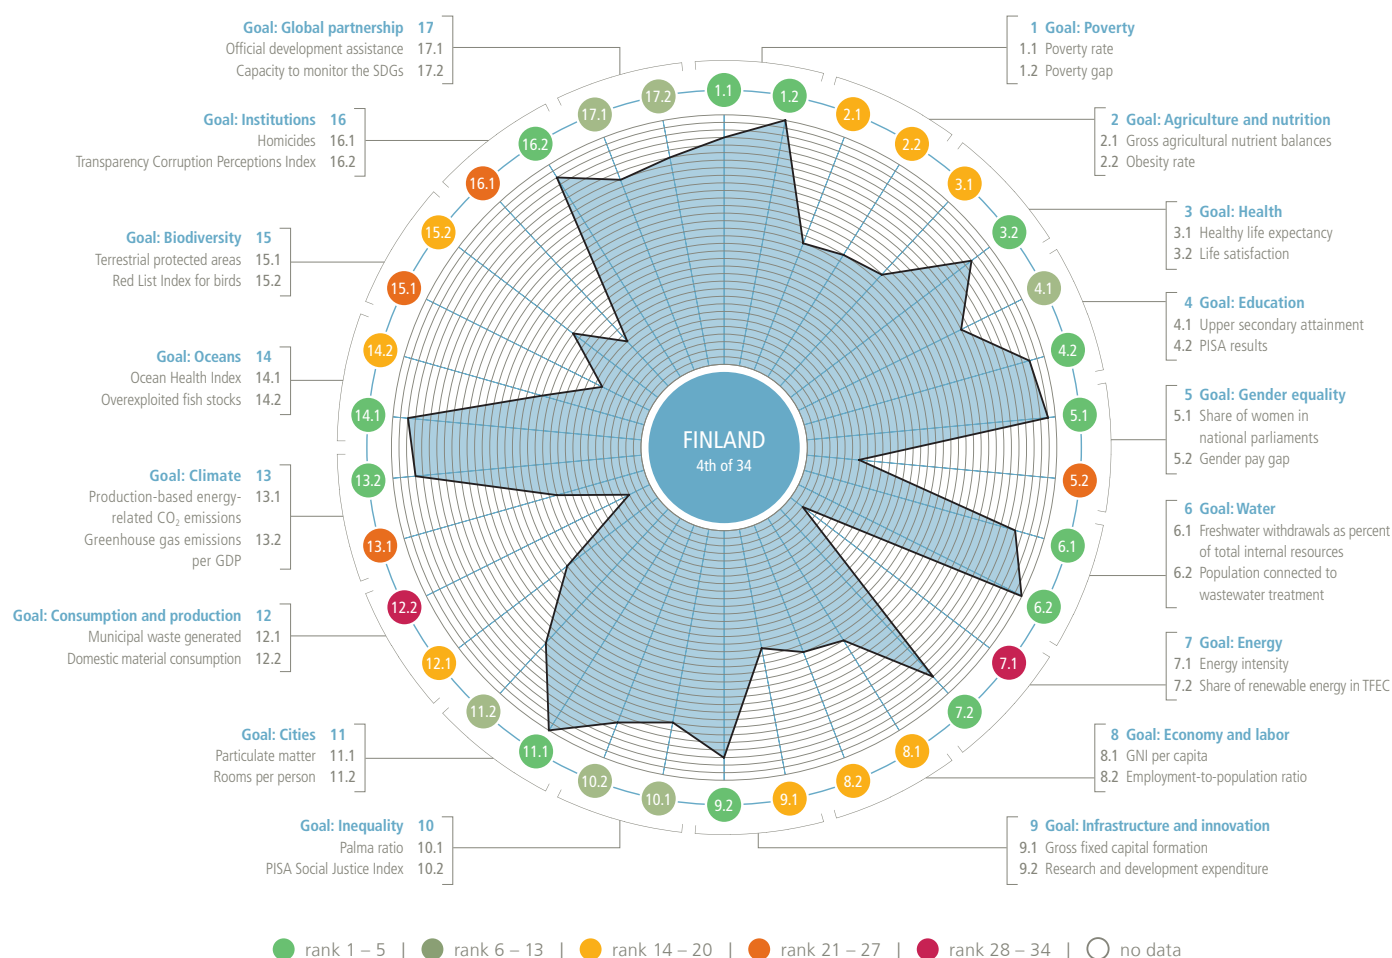 Goal: Global partnership 17
Official development assistance 17.1
Capacity to monitor the SDGs 17.2
Goal: Institutions 16
Homicides 16.1
Transparency Corruption Perceptions Index 16.2
Goal: Biodiversity 15
Terrestrial protected areas 15.1
Red List Index for birds 15.2
Goal: Oceans 14
Ocean Health Index 14.1
Overexploited fish stocks 14.2
Goal: Climate 13
Production-based energy- 13.1
related CO₂ emissions
Greenhouse gas emissions 13.2
per GDP
Goal: Consumption and production 12
Municipal waste generated 12.1
Domestic material consumption 12.2
Goal: Cities 11
Particulate matter 11.1
Rooms per person 11.2
Goal: Inequality 10
Palma ratio 10.1
PISA Social Justice Index 10.2
1.1
1.2
2.1
2.2
3.1
3.2
4.1
4.2
5.1
5.2
6.1
6.2
7.1
7.2
8.1
8.2
9.1
9.2
10.1
10.2
11.1
11.2
12.1
12.2
13.1
13.2
14.1
14.2
15.1
15.2
16.1
16.2
17.1
17.2
FINLAND
4th of 34
1 Goal: Poverty
1.1 Poverty rate
1.2 Poverty gap
2 Goal: Agriculture and nutrition
2.1 Gross agricultural nutrient balances
2.2 Obesity rate
3 Goal: Health
3.1 Healthy life expectancy
3.2 Life satisfaction
4 Goal: Education
4.1 Upper secondary attainment
4.2 PISA results
5 Goal: Gender equality
5.1 Share of women in
national parliaments
5.2 Gender pay gap
6 Goal: Water
6.1 Freshwater withdrawals as percent
of total internal resources
6.2 Population connected to
wastewater treatment
7 Goal: Energy
7.1 Energy intensity
7.2 Share of renewable energy in TFEC
8 Goal: Economy and labor
8.1 GNI per capita
8.2 Employment-to-population ratio
9 Goal: Infrastructure and innovation
9.1 Gross fixed capital formation
9.2 Research and development expenditure
rank 1 – 5 | rank 6 – 13 | rank 14 – 20 | rank 21 – 27 | rank 28 – 34 | no data